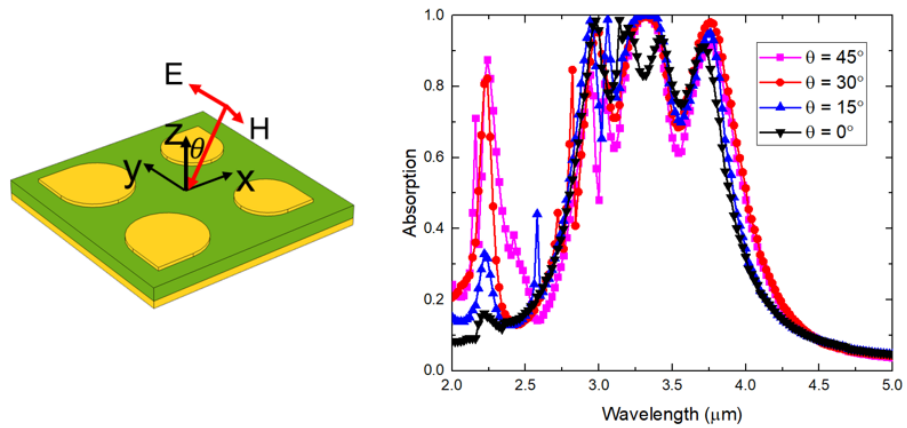 E
H
Z
θ
y
x
Absorption
1.0
0.8
0.6
0.4
0.2
0.0
2.0 2.5 3.0 3.5 4.0 4.5 5.0
Wavelength (μm)
θ = 45°
θ = 30°
θ = 15°
θ = 0°